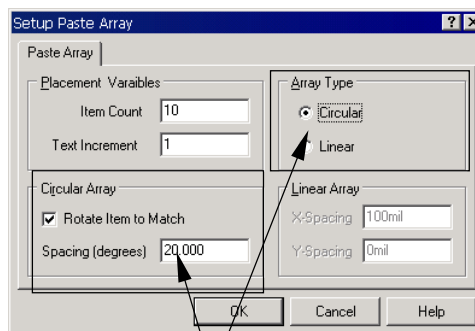 Setup Paste Array
Paste Array
Placement Varaibles
Item Count 10
Text Increment 1
Array Type
Circular
Linear
Circular Array
Rotate Item to Match
Spacing (degrees) 20.000
Linear Array
X-Spacing 100mil
Y-Spacing 0mil
OK Cancel Help